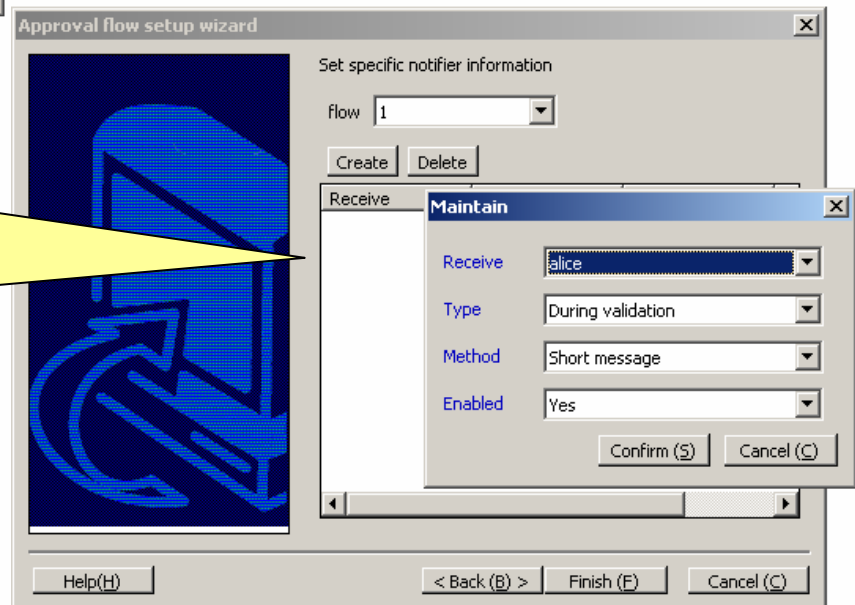 Approval flow setup wizard
Set specific notifier information
flow 1
Create Delete
Receive
Maintain
Receive alice
Type During validation
Method Short message
Enabled Yes
Confirm (S) Cancel (C)
Help(H) < Back (B) > Finish (F) Cancel (C)